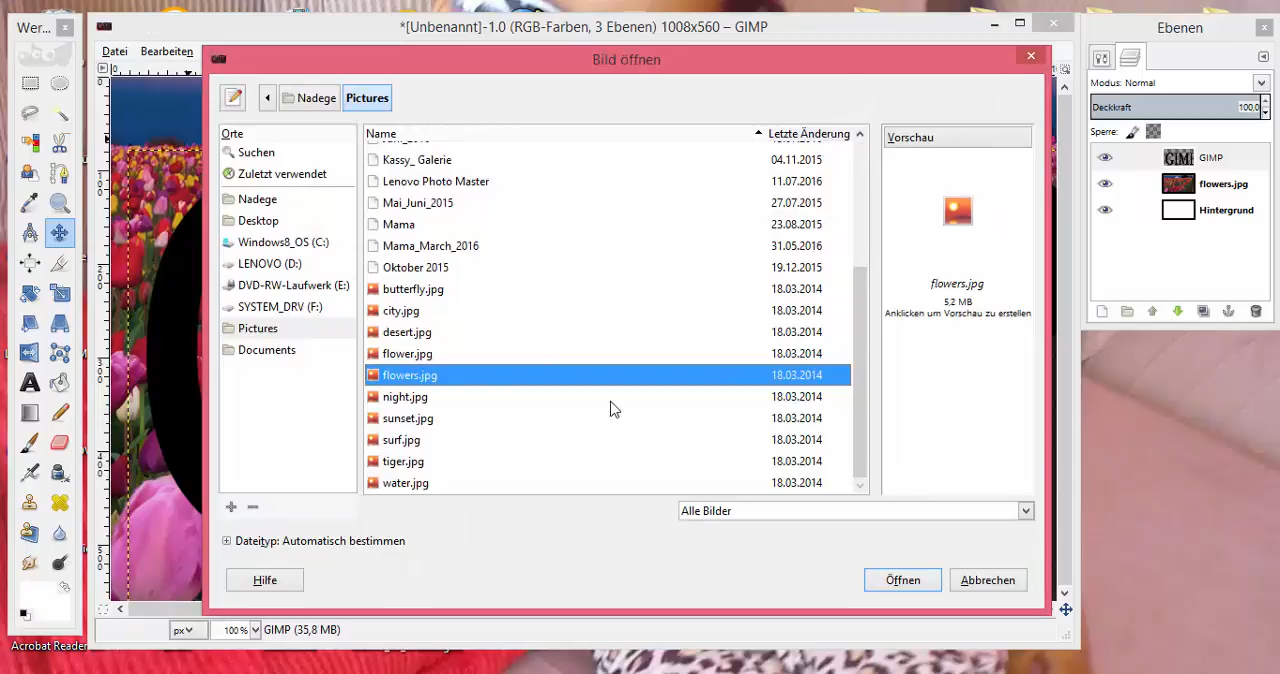 Wer...
*[Unbenannt]-1.0 (RGB-Farben, 3 Ebenen) 1008x560 – GIMP
Ebenen
Datei Bearbeiten
Bild öffnen
Modus: Normal
Deckkraft 100,0
Sperre:
Nadege Pictures
Orte
Name Letzte Änderung
Vorschau
Suchen
Zuletzt verwendet
Nadege
Desktop
Windows8_OS (C:)
LENOVO (D:)
DVD-RW-Laufwerk (E:)
SYSTEM_DRV (F:)
Pictures
Documents
Kassy_ Galerie 04.11.2015
Lenovo Photo Master 11.07.2016
Mai_Juni_2015 27.07.2015
Mama 23.08.2015
Mama_March_2016 31.05.2016
Oktober 2015 19.12.2015
butterfly.jpg 18.03.2014
city.jpg 18.03.2014
desert.jpg 18.03.2014
flower.jpg 18.03.2014
flowers.jpg 18.03.2014
night.jpg 18.03.2014
sunset.jpg 18.03.2014
surf.jpg 18.03.2014
tiger.jpg 18.03.2014
water.jpg 18.03.2014
flowers.jpg
5,2 MB
Anklicken um Vorschau zu erstellen
GIMP
flowers.jpg
Hintergrund
Alle Bilder
Dateityp: Automatisch bestimmen
Hilfe
Öffnen
Abbrechen
px 100% GIMP (35,8 MB)
Acrobat Reader